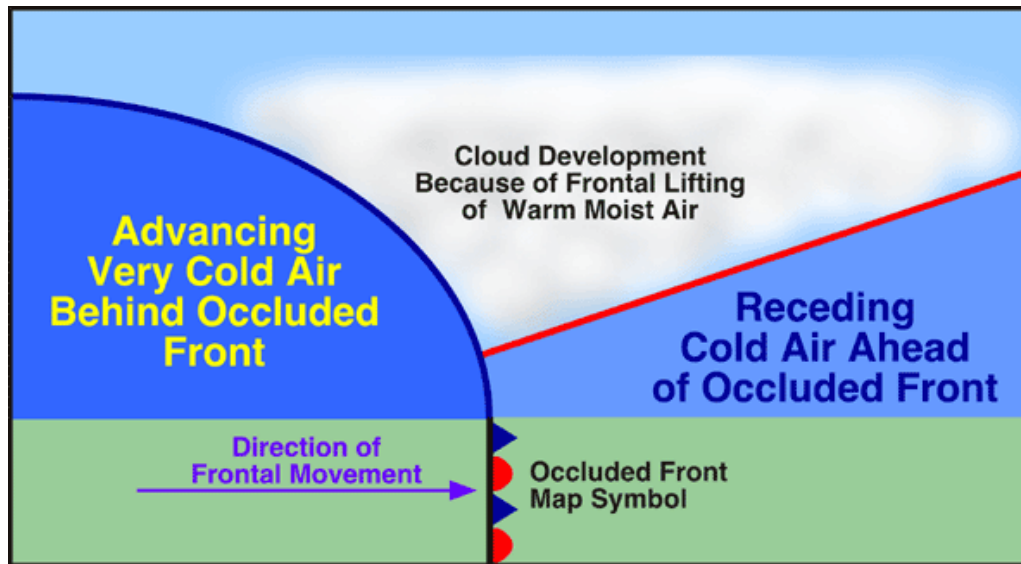 Cloud Development
Because of Frontal Lifting
of Warm Moist Air
Advancing
Very Cold Air
Behind Occluded
Front
Receding
Cold Air Ahead
of Occluded Front
Direction of
Frontal Movement
Occluded Front
Map Symbol